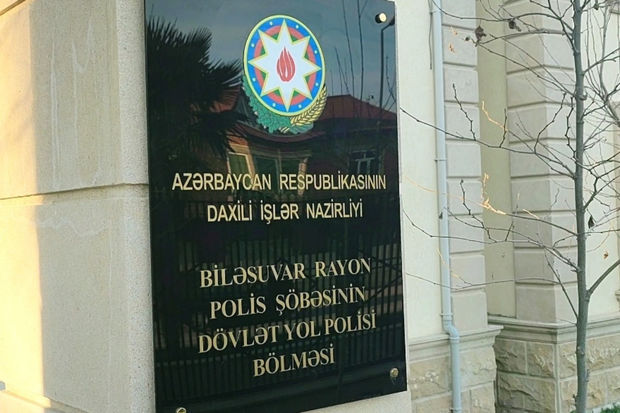 AZƏRBAYCAN RESPUBLİKASININ
DAXİLİ İŞLƏR NAZİRLİYİ
BİLƏSUVAR RAYON
POLİS ŞÖBƏSİNİN
DÖVLƏT YOL POLİSİ
BÖLMƏSİ